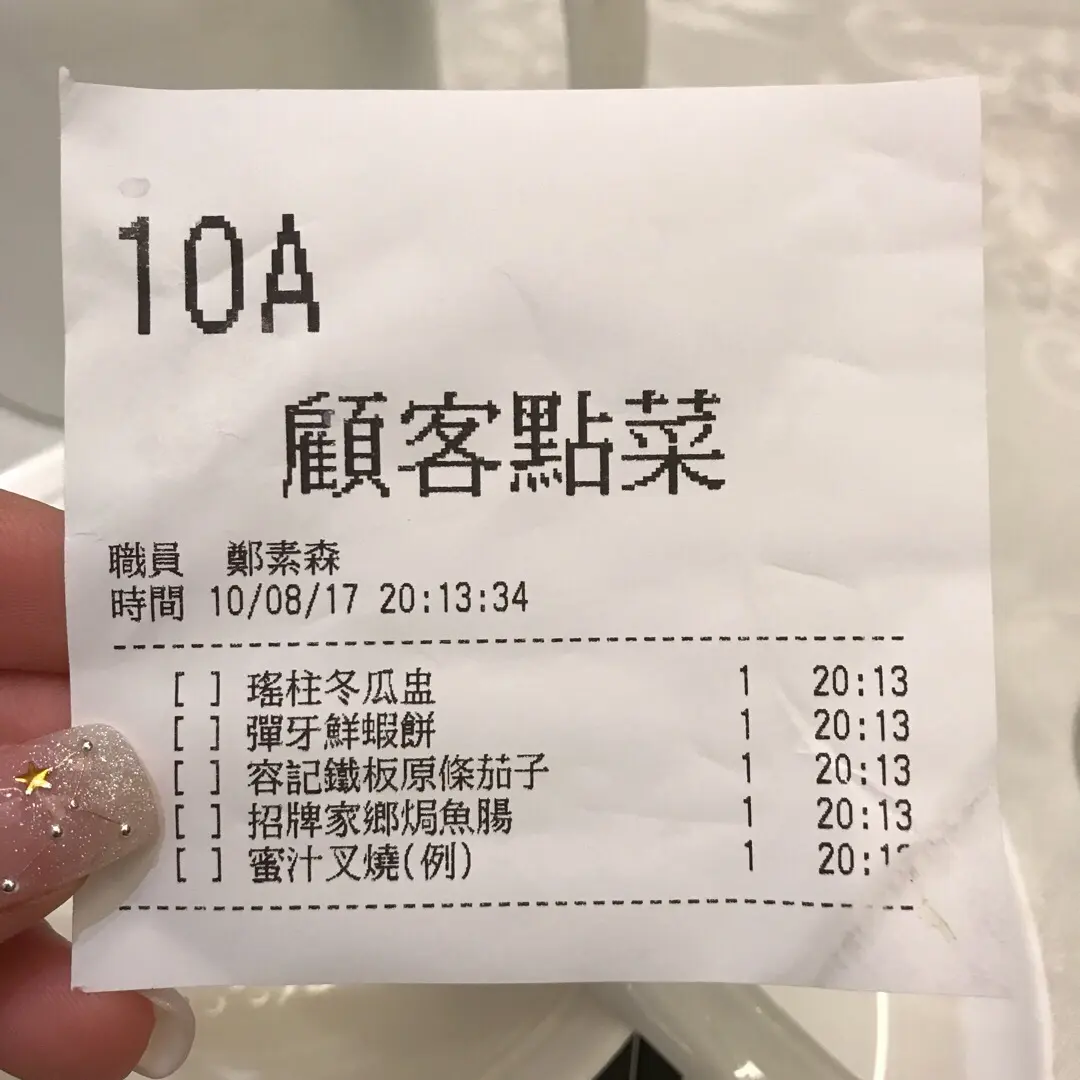 10A
顧客點菜
職員 鄭素森
時間 10/08/17 20:13:34
[ ] 瑤柱冬瓜盅 1 20:13
[ ] 彈牙鮮蝦餅 1 20:13
[ ] 容記鐵板原條茄子 1 20:13
[ ] 招牌家鄉焗魚腸 1 20:13
[ ] 蜜汁叉燒(例) 1 20:1